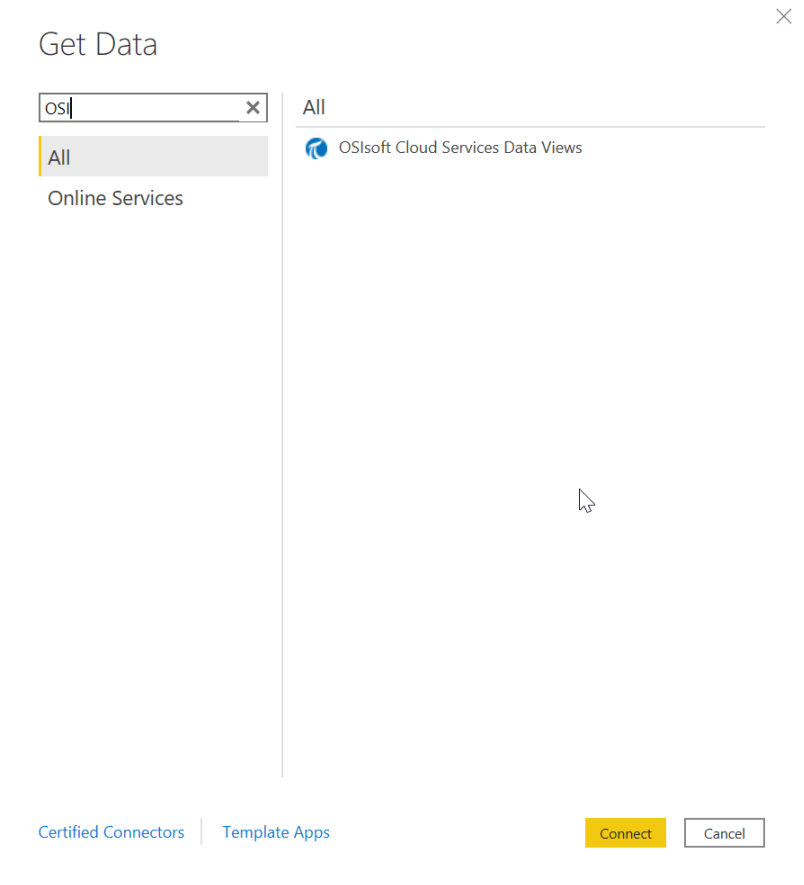 Get Data
OSI
All
Online Services
All
OSIsoft Cloud Services Data Views
Certified Connectors
Template Apps
Connect
Cancel